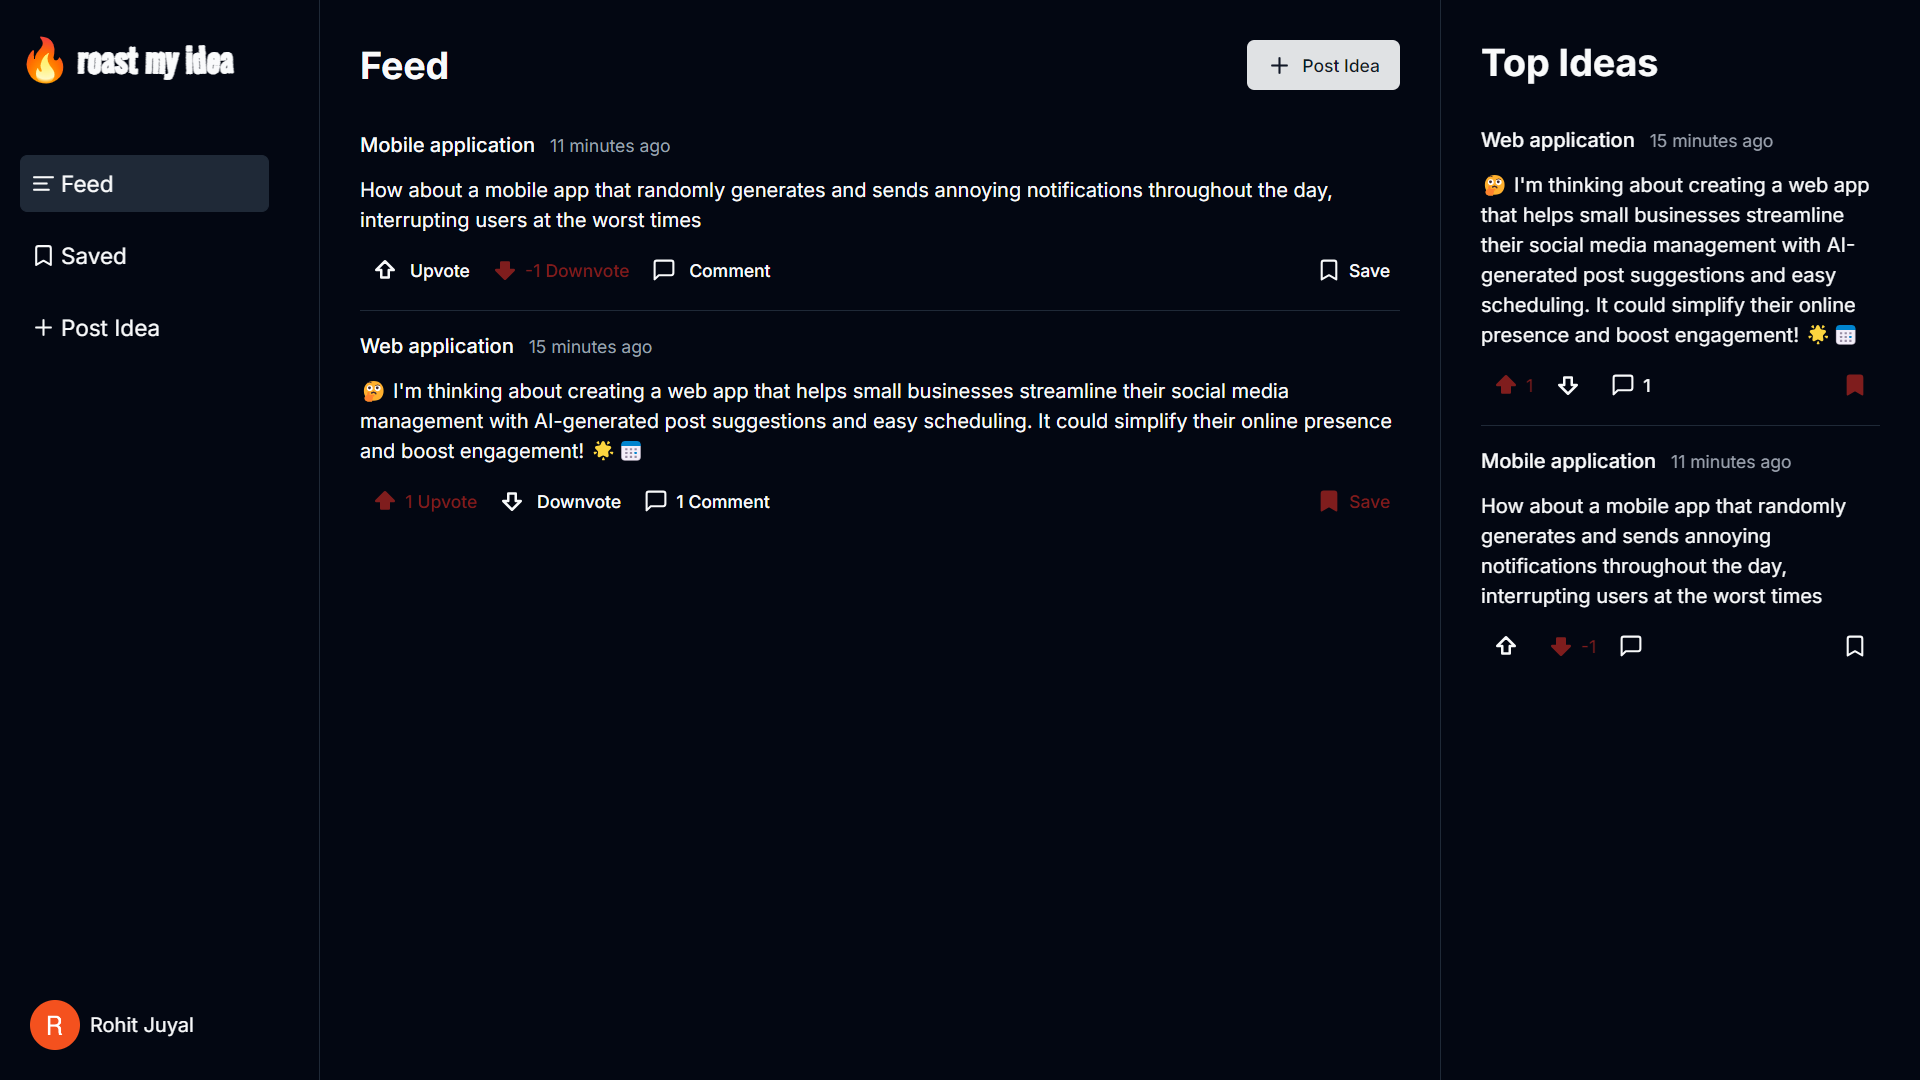 roast my idea
Feed
Saved
Post Idea
R
Rohit Juyal
Feed
Post Idea
Mobile application 11 minutes ago
How about a mobile app that randomly generates and sends annoying notifications throughout the day,
interrupting users at the worst times
Upvote -1 Downvote Comment Save
Web application 15 minutes ago
🤔 I'm thinking about creating a web app that helps small businesses streamline their social media
management with AI-generated post suggestions and easy scheduling. It could simplify their online presence
and boost engagement! 🌟📅
1 Upvote Downvote 1 Comment Save
Top Ideas
Web application 15 minutes ago
🤔 I'm thinking about creating a web app
that helps small businesses streamline
their social media management with AI-
generated post suggestions and easy
scheduling. It could simplify their online
presence and boost engagement! 🌟📅
1 1
Mobile application 11 minutes ago
How about a mobile app that randomly
generates and sends annoying
notifications throughout the day,
interrupting users at the worst times
-1